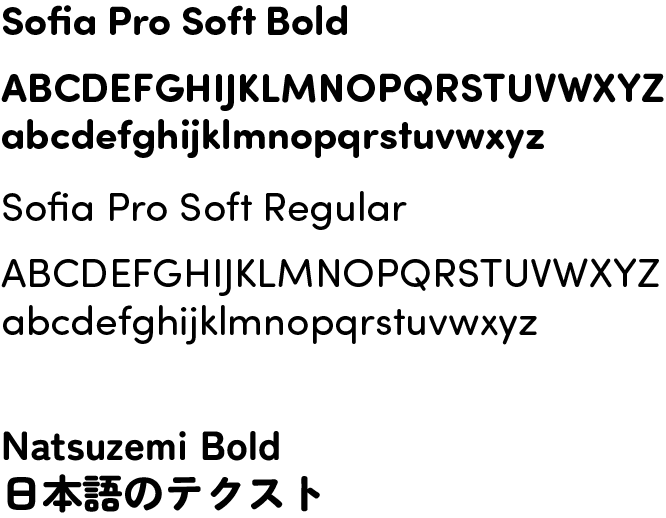 Sofia Pro Soft Bold
ABCDEFGHIJKLMNOPQRSTUVWXYZ
abcdefghijklmnopqrstuvwxyz
Sofia Pro Soft Regular
ABCDEFGHIJKLMNOPQRSTUVWXYZ
abcdefghijklmnopqrstuvwxyz
Natsuzemi Bold
日本語のテクスト